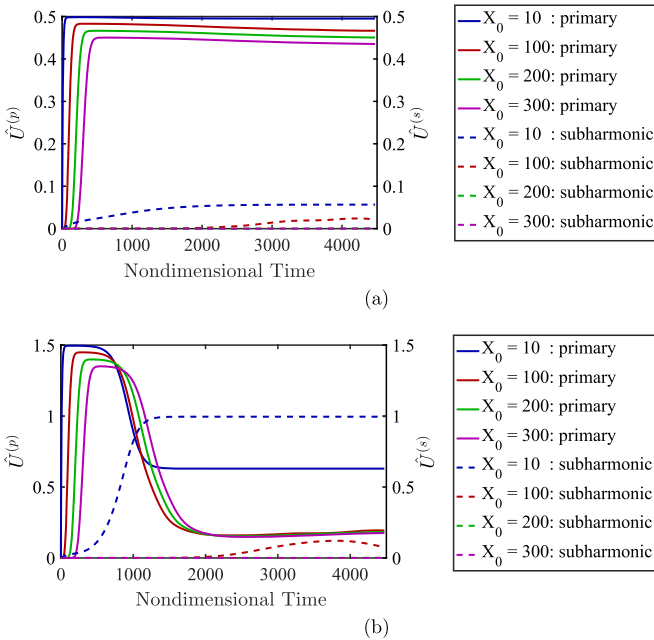 0.5
0.4
0.3
0.2
0.1
0
0.5
0.4
0.3
0.2
0.1
0
0 1000 2000 3000 4000
Û(p)
Û(s)
Nondimensional Time
X0 = 10 : primary
X0 = 100: primary
X0 = 200: primary
X0 = 300: primary
X0 = 10 : subharmonic
X0 = 100: subharmonic
X0 = 200: subharmonic
X0 = 300: subharmonic
(a)
1.5
1
0.5
0
1.5
1
0.5
0
0 1000 2000 3000 4000
Û(p)
Û(s)
Nondimensional Time
X0 = 10 : primary
X0 = 100: primary
X0 = 200: primary
X0 = 300: primary
X0 = 10 : subharmonic
X0 = 100: subharmonic
X0 = 200: subharmonic
X0 = 300: subharmonic
(b)